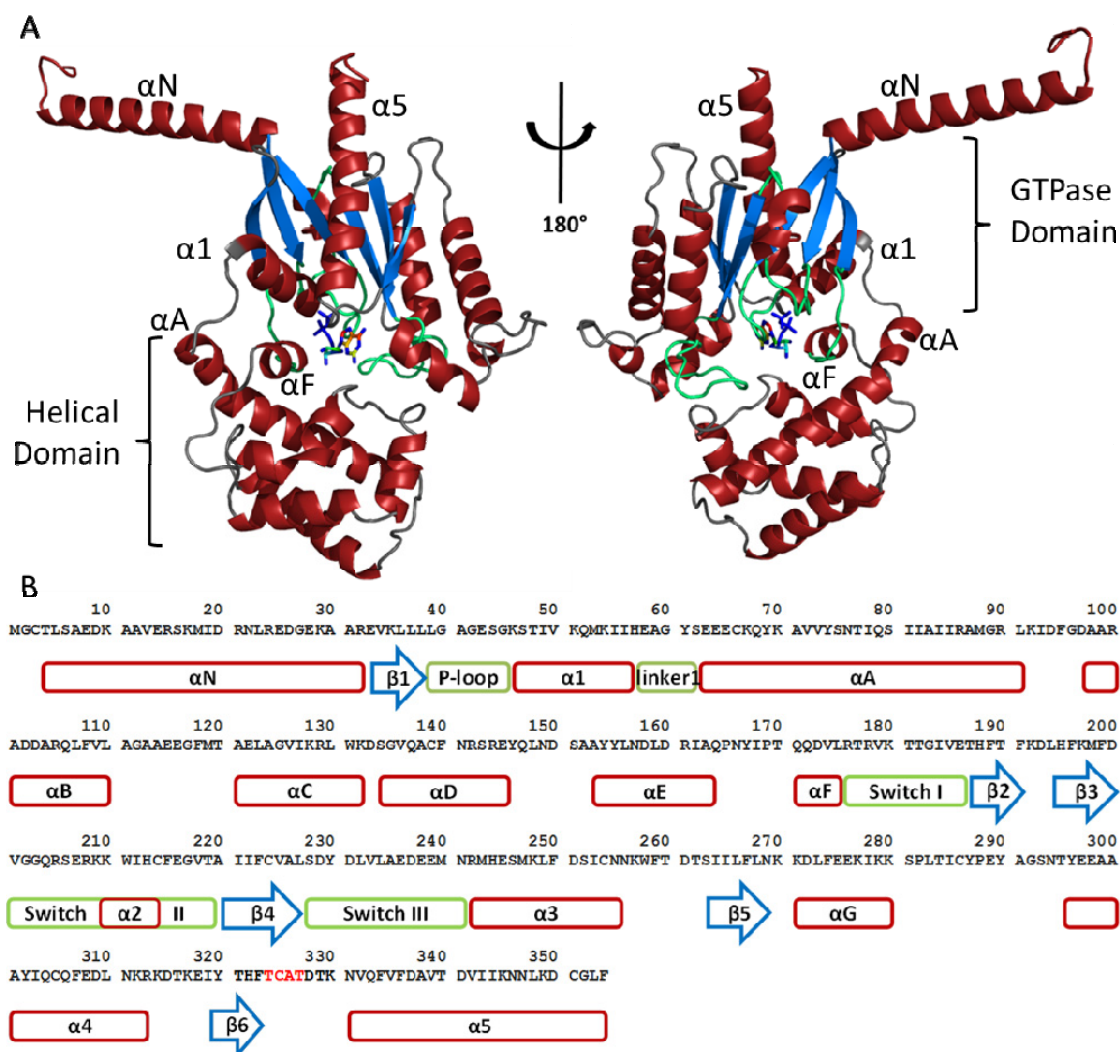 A
αN
α5
α5
αN
GTPase
Domain
180°
α1
α1
αA
αA
αF
αF
Helical
Domain
B
10 20 30 40 50 60 70 80 90 100
MGCTLSAEDK AAVERSKMID RNLREDGEKA AREVKLLLLG AGESGKSTIV KQMKIIHEAG YSEEECKQYK AVVYSNTIQS IIAIIRAMGR LKIDFGDAAR
αN β1 P-loop α1 linker1 αA
110 120 130 140 150 160 170 180 190 200
ADDARQLFVL AGAAEEGFMT AELAGVIKRL WKDSGVQACF NRSREYQLND SAAYYLNDLD RIAQPNYIPT QQDVLRTRVK TTGIVETHFT FKDLHFKMFD
αB αC αD αE αF Switch I β2 β3
210 220 230 240 250 260 270 280 290 300
VGGQRSERKK WIHCFEGVTA IIFCVALSDY DLVLAEDEEM NRMHESMKLF DSICNNKWFT DTSIILFLNK KDLFEEKIKK SPLTICYPEY AGSNTYEEAA
Switch α2 II β4 Switch III α3 β5 αG
310 320 330 340 350
AYIQCQFEDL NKRKDTKEIY THFTCATDTK NVQFVFDAVT DVIIKNNLKD CGLF
α4 β6 α5